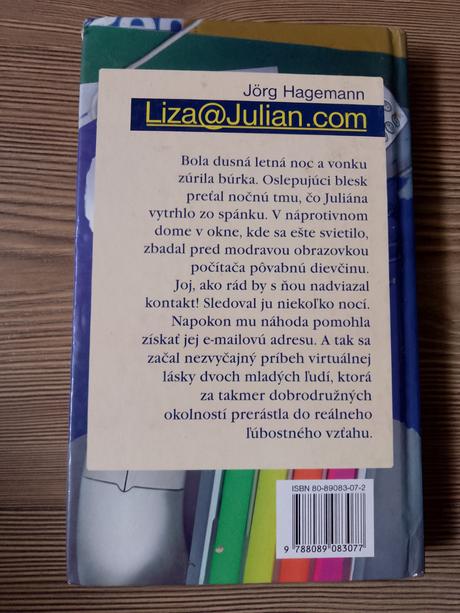 Jörg Hagemann
Liza@Julian.com
Bola dusná letná noc a vonku
zúrila búrka. Oslepujúci blesk
preťal nočnú tmu, čo Juliána
vytrhlo zo spánku. V náprotivnom
dome v okne, kde sa ešte svietilo,
zbadal pred modravou obrazovkou
počítača pôvabnú dievčinu.
Joj, ako rád by s ňou nadviazal
kontakt! Sledoval ju niekoľko nocí.
Napokon mu náhoda pomohla
získať jej e-mailovú adresu. A tak sa
začal nezvyčajný príbeh virtuálnej
lásky dvoch mladých ľudí, ktorá
za takmer dobrodružných
okolností prerástla do reálneho
ľúbostného vzťahu.
ISBN 80-89083-07-2
9 788089 083077